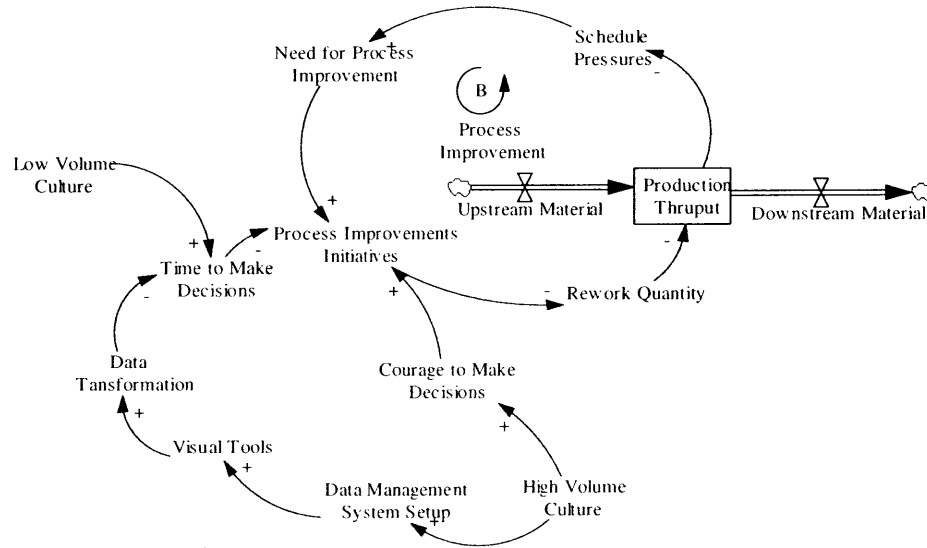 Schedule
Pressures
Need for Process
Improvement
+
-
B
Process
Improvement
Low Volume
Culture
Production
Thruput
Upstream Material
Downstream Material
+
+
-
-
Process Improvements
Initiatives
Time to Make
Decisions
-
+
-
Rework Quantity
Data
Tansformation
Courage to Make
Decisions
+
+
Visual Tools
+
Data Management
System Setup
+
High Volume
Culture